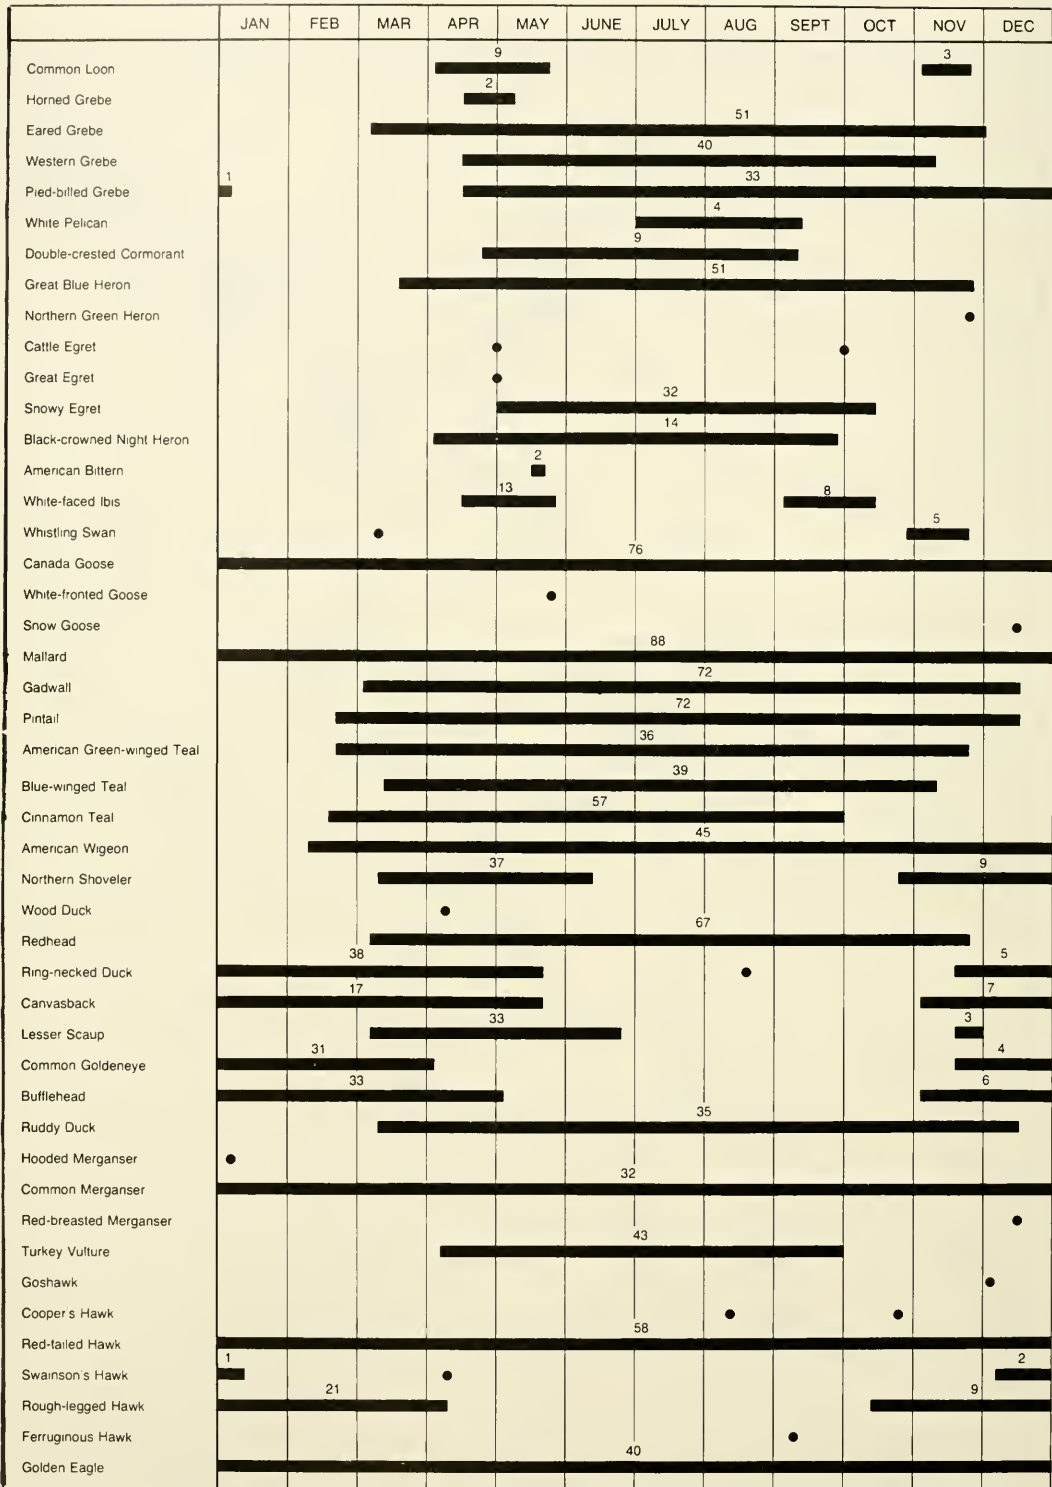 JAN FEB MAR APR MAY JUNE JULY AUG SEPT OCT NOV DEC
9 3
Common Loon
2
Horned Grebe
51
Eared Grebe
40
Western Grebe
1 33
Pied-billed Grebe
4
White Pelican
9
Double-crested Cormorant
51
Great Blue Heron
Northern Green Heron
Cattle Egret
Great Egret
32
Snowy Egret
14
Black-crowned Night Heron
2
American Bittern
13 8
White-faced Ibis
5
Whistling Swan
76
Canada Goose
White-fronted Goose
Snow Goose
88
Mallard
72
Gadwall
72
Pintail
36
American Green-winged Teal
39
Blue-winged Teal
57
Cinnamon Teal
45
American Wigeon
37 9
Northern Shoveler
Wood Duck
67
Redhead
38 5
Ring-necked Duck
17 7
Canvasback
33 3
Lesser Scaup
31 4
Common Goldeneye
33 6
Bufflehead
35
Ruddy Duck
Hooded Merganser
32
Common Merganser
Red-breasted Merganser
43
Turkey Vulture
Goshawk
Cooper's Hawk
58
Red-tailed Hawk
1 2
Swainson's Hawk
21 9
Rough-legged Hawk
Ferruginous Hawk
40
Golden Eagle